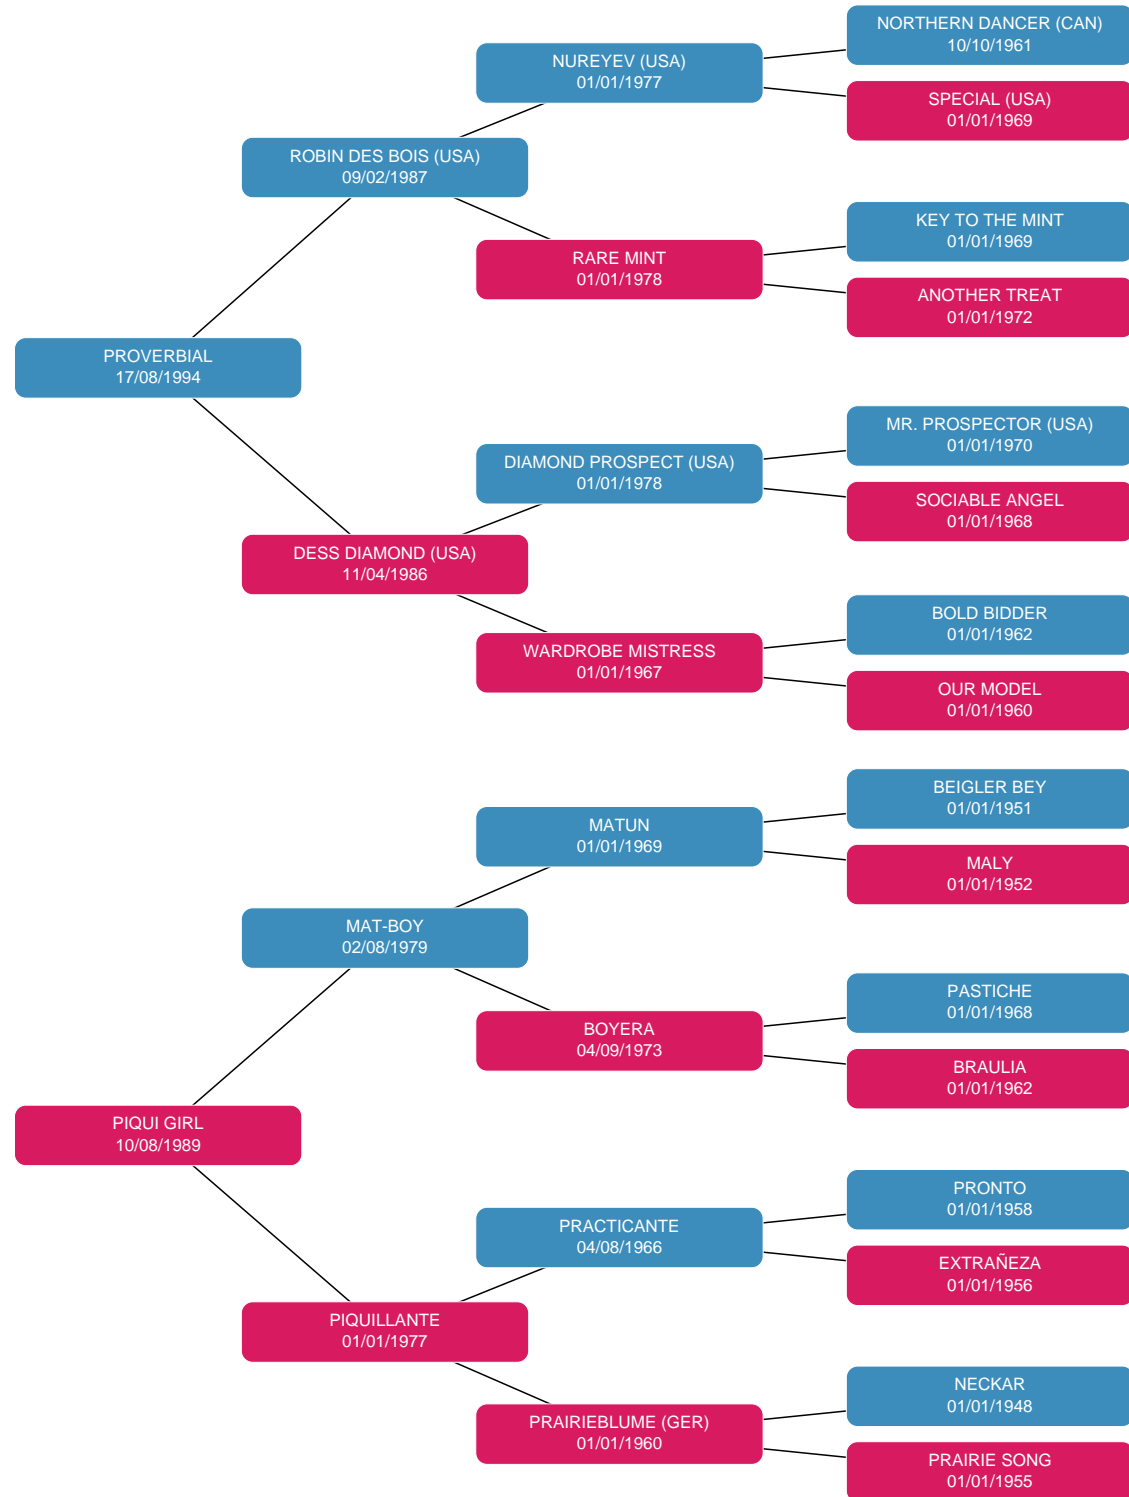 NORTHERN DANCER (CAN)
10/10/1961
NUREYEV (USA)
01/01/1977
SPECIAL (USA)
01/01/1969
ROBIN DES BOIS (USA)
09/02/1987
KEY TO THE MINT
01/01/1969
RARE MINT
01/01/1978
ANOTHER TREAT
01/01/1972
PROVERBIAL
17/08/1994
MR. PROSPECTOR (USA)
01/01/1970
DIAMOND PROSPECT (USA)
01/01/1978
SOCIABLE ANGEL
01/01/1968
DESS DIAMOND (USA)
11/04/1986
BOLD BIDDER
01/01/1962
WARDROBE MISTRESS
01/01/1967
OUR MODEL
01/01/1960
BEIGLER BEY
01/01/1951
MATUN
01/01/1969
MALY
01/01/1952
MAT-BOY
02/08/1979
PASTICHE
01/01/1968
BOYERA
04/09/1973
BRAULIA
01/01/1962
PIQUI GIRL
10/08/1989
PRONTO
01/01/1958
PRACTICANTE
04/08/1966
EXTRAÑEZA
01/01/1956
PIQUILLANTE
01/01/1977
NECKAR
01/01/1948
PRAIRIEBLUME (GER)
01/01/1960
PRAIRIE SONG
01/01/1955